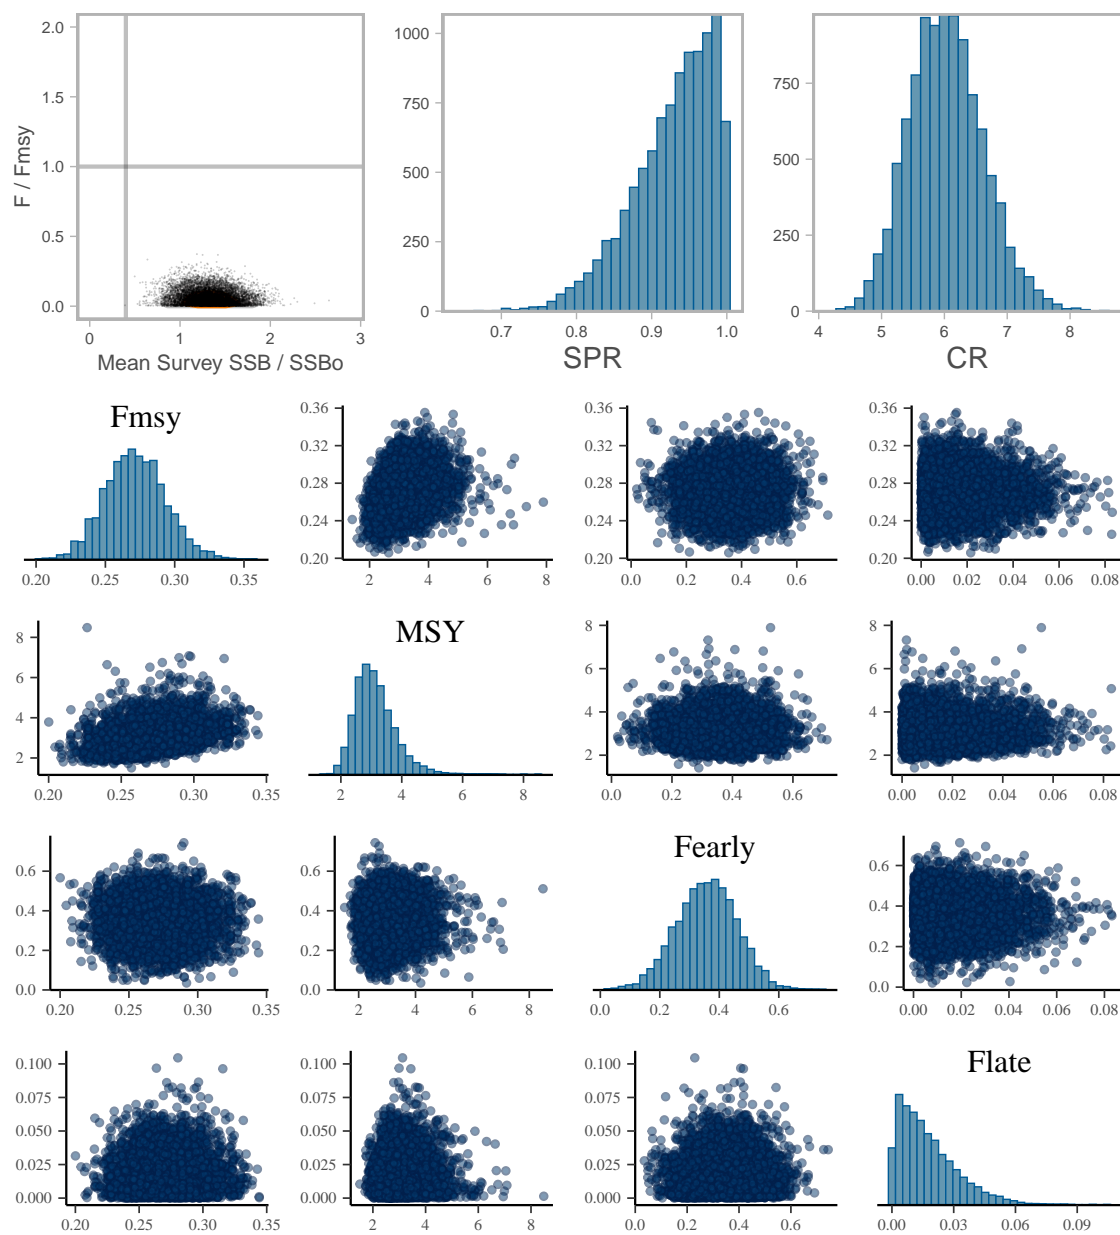 2.0
1.5
1.0
0.5
0.0
F / Fmsy
0 1 2 3
Mean Survey SSB / SSBo
1000
750
500
250
0
0.7 0.8 0.9 1.0
SPR
750
500
250
0
4 5 6 7 8
CR
Fmsy
0.20 0.25 0.30 0.35
0.36
0.32
0.28
0.24
0.20
2 4 6 8
0.36
0.32
0.28
0.24
0.20
0.0 0.2 0.4 0.6
0.36
0.32
0.28
0.24
0.20
0.00 0.02 0.04 0.06 0.08
8
6
4
2
0.20 0.25 0.30 0.35
MSY
2 4 6 8
8
6
4
2
0.0 0.2 0.4 0.6
8
6
4
2
0.00 0.02 0.04 0.06 0.08
0.6
0.4
0.2
0.0
0.20 0.25 0.30 0.35
0.6
0.4
0.2
0.0
2 4 6 8
Fearly
0.0 0.2 0.4 0.6
0.6
0.4
0.2
0.0
0.00 0.02 0.04 0.06 0.08
0.100
0.075
0.050
0.025
0.000
0.20 0.25 0.30 0.35
0.100
0.075
0.050
0.025
0.000
2 4 6 8
0.100
0.075
0.050
0.025
0.000
0.0 0.2 0.4 0.6
Flate
0.00 0.03 0.06 0.09